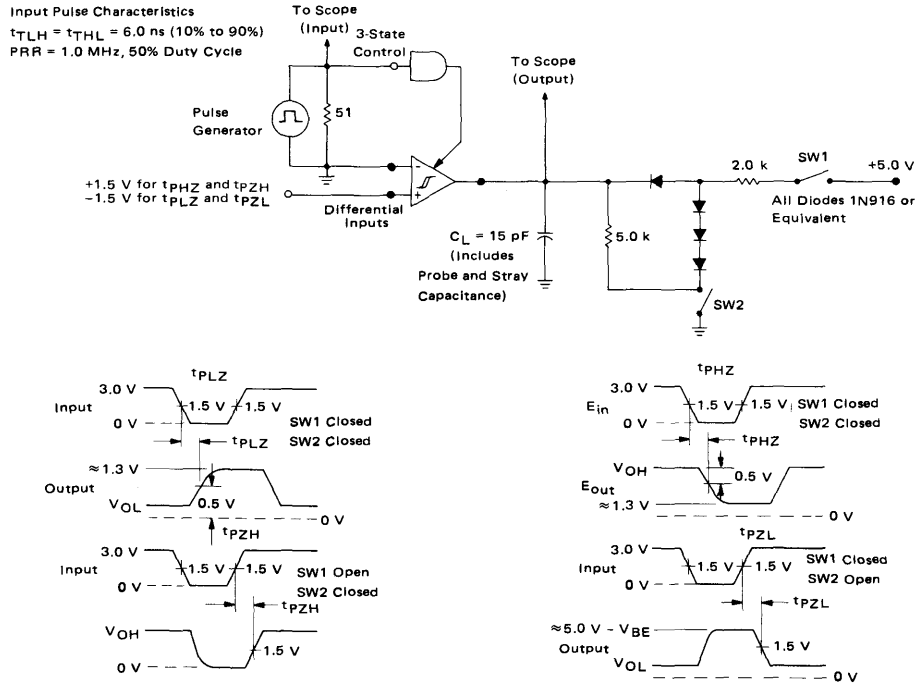 Input Pulse Characteristics
tTLH = tTHL = 6.0 ns (10% to 90%)
PRR = 1.0 MHz, 50% Duty Cycle
To Scope
(Input)
3-State
Control
To Scope
(Output)
Pulse
Generator
51
+1.5 V for tPHZ and tPZH
−1.5 V for tPLZ and tPZL
-
+
Differential
Inputs
CL = 15 pF
(Includes
Probe and Stray
Capacitance)
5.0 k
2.0 k
SW1
+5.0 V
All Diodes 1N916 or
Equivalent
SW2
tPLZ
3.0 V
Input
1.5 V
1.5 V
0 V
SW1 Closed
SW2 Closed
tPLZ
≈1.3 V
Output
0.5 V
VOL
0 V
tPZH
3.0 V
Input
1.5 V
1.5 V
0 V
SW1 Open
SW2 Closed
tPZH
VOH
1.5 V
0 V
tPHZ
3.0 V
Ein
1.5 V
1.5 V
0 V
SW1 Closed
SW2 Closed
tPHZ
VOH
0.5 V
Eout
≈1.3 V
0 V
tPZL
3.0 V
Input
1.5 V
1.5 V
0 V
SW1 Closed
SW2 Open
tPZL
≈5.0 V - VBE
Output
1.5 V
VOL
0 V